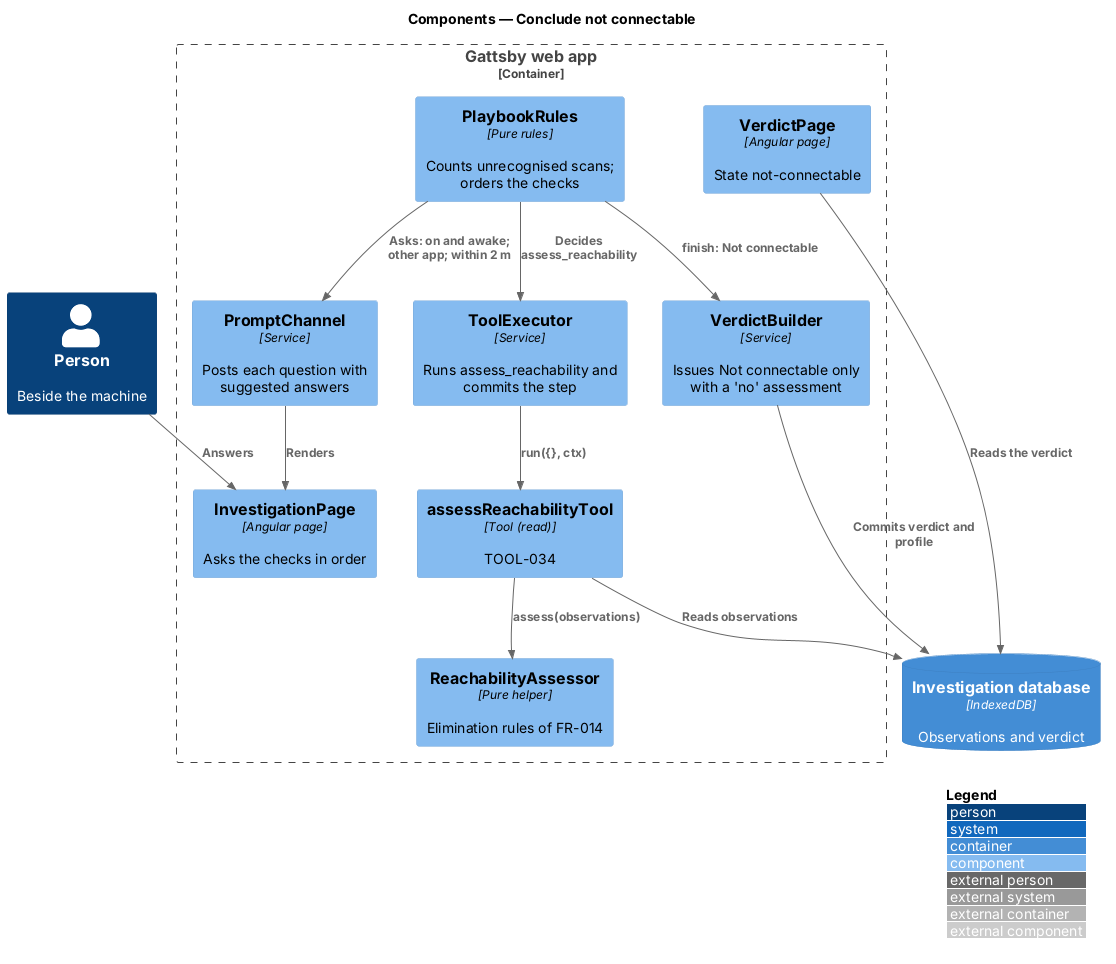 Components — Conclude not connectable
Gattsby web app
[Container]
PlaybookRules
[Pure rules]
Counts unrecognised scans;
orders the checks
VerdictPage
[Angular page]
State not-connectable
Asks: on and awake;
other app; within 2 m
Decides
assess_reachability
finish: Not connectable
Person
Beside the machine
PromptChannel
[Service]
Posts each question with
suggested answers
ToolExecutor
[Service]
Runs assess_reachability and
commits the step
VerdictBuilder
[Service]
Issues Not connectable only
with a 'no' assessment
Answers
Renders
run({}, ctx)
Reads the verdict
InvestigationPage
[Angular page]
Asks the checks in order
assessReachabilityTool
[Tool (read)]
TOOL-034
Commits verdict and
profile
assess(observations)
Reads observations
ReachabilityAssessor
[Pure helper]
Elimination rules of FR-014
Investigation database
[IndexedDB]
Observations and verdict
Legend
person
system
container
component
external person
external system
external container
external component